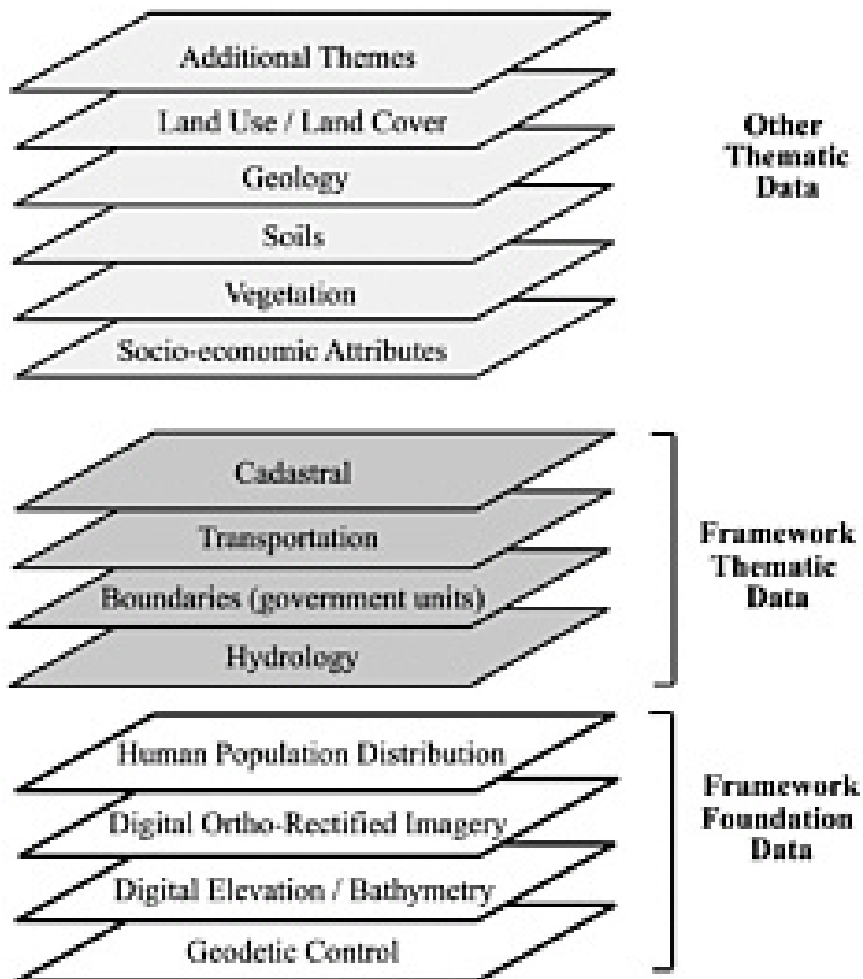 Additional Themes
Land Use / Land Cover
Geology
Soils
Vegetation
Socio-economic Attributes
Other
Thematic
Data
Cadastral
Transportation
Boundaries (government units)
Hydrology
Framework
Thematic
Data
Human Population Distribution
Digital Ortho-Rectified Imagery
Digital Elevation / Bathymetry
Geodetic Control
Framework
Foundation
Data